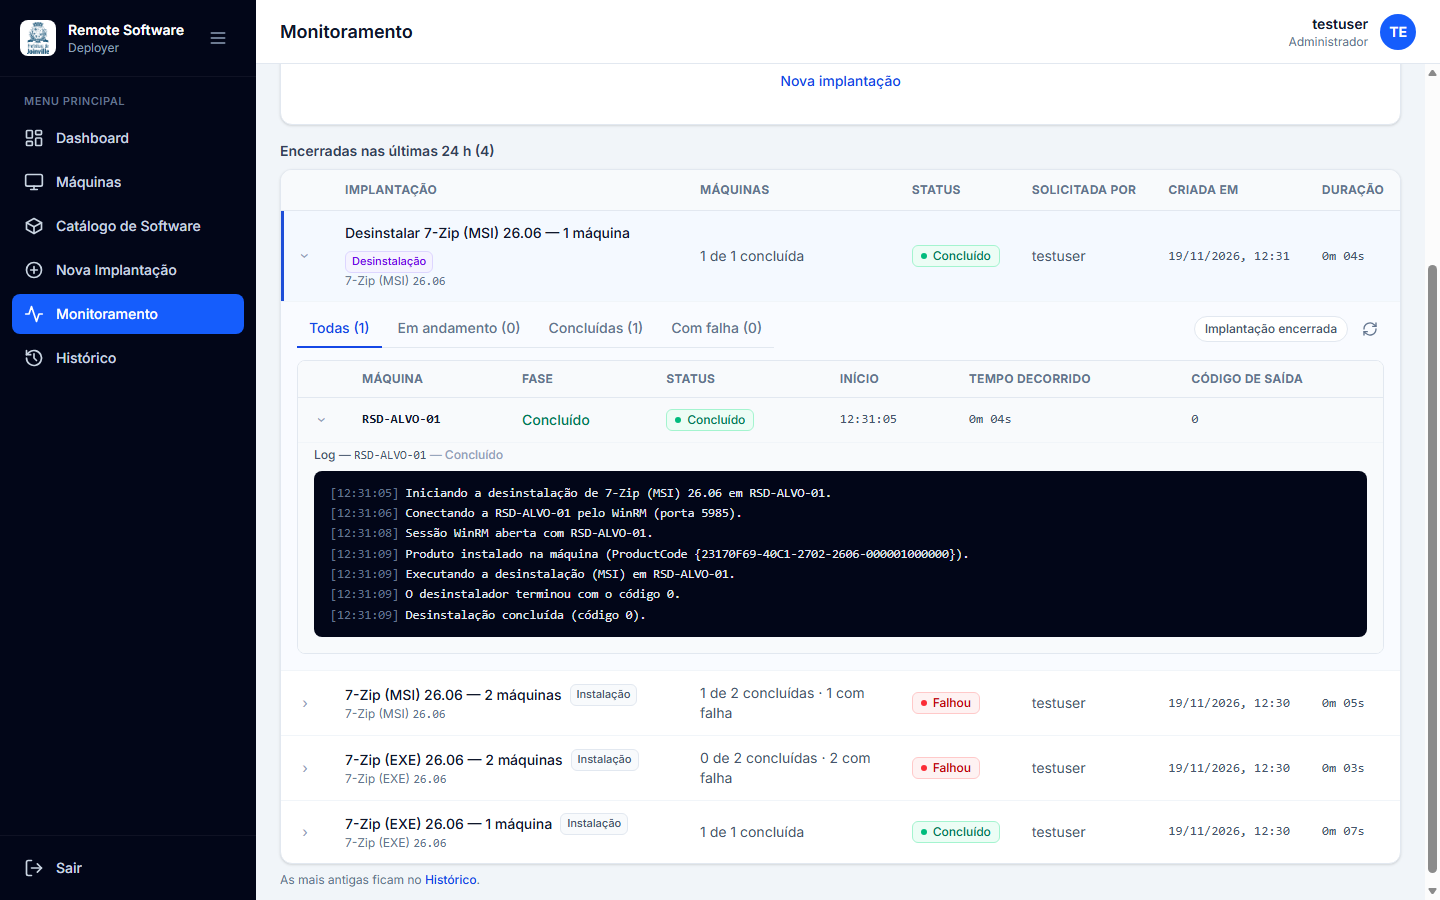 Remote Software
Deployer
MENU PRINCIPAL
Dashboard
Máquinas
Catálogo de Software
Nova Implantação
Monitoramento
Histórico
Sair
Monitoramento
testuser
Administrador
TE
Nova implantação
Encerradas nas últimas 24 h (4)
IMPLANTAÇÃO MÁQUINAS STATUS SOLICITADA POR CRIADA EM DURAÇÃO
Desinstalar 7-Zip (MSI) 26.06 — 1 máquina
Desinstalação
7-Zip (MSI) 26.06
1 de 1 concluída Concluído testuser 19/11/2026, 12:31 0m 04s
Todas (1) Em andamento (0) Concluídas (1) Com falha (0) Implantação encerrada
MÁQUINA FASE STATUS INÍCIO TEMPO DECORRIDO CÓDIGO DE SAÍDA
RSD-ALVO-01 Concluído Concluído 12:31:05 0m 04s 0
Log — RSD-ALVO-01 — Concluído
[12:31:05] Iniciando a desinstalação de 7-Zip (MSI) 26.06 em RSD-ALVO-01.
[12:31:06] Conectando a RSD-ALVO-01 pelo WinRM (porta 5985).
[12:31:08] Sessão WinRM aberta com RSD-ALVO-01.
[12:31:09] Produto instalado na máquina (ProductCode {23170F69-40C1-2702-2606-000001000000}).
[12:31:09] Executando a desinstalação (MSI) em RSD-ALVO-01.
[12:31:09] O desinstalador terminou com o código 0.
[12:31:09] Desinstalação concluída (código 0).
7-Zip (MSI) 26.06 — 2 máquinas Instalação
7-Zip (MSI) 26.06
1 de 2 concluídas · 1 com
falha
Falhou testuser 19/11/2026, 12:30 0m 05s
7-Zip (EXE) 26.06 — 2 máquinas Instalação
7-Zip (EXE) 26.06
0 de 2 concluídas · 2 com
falha
Falhou testuser 19/11/2026, 12:30 0m 03s
7-Zip (EXE) 26.06 — 1 máquina Instalação
7-Zip (EXE) 26.06
1 de 1 concluída Concluído testuser 19/11/2026, 12:30 0m 07s
As mais antigas ficam no Histórico.